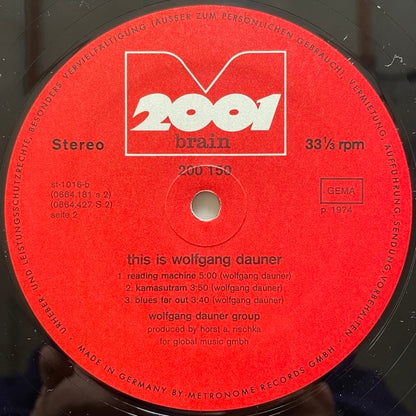 URHEBER- UND LEISTUNGSSCHUTZRECHTE, BESONDERS VERVIELFÄLTIGUNG (AUSSER ZUM PERSÖNLICHEN GEBRAUCH), VERMIETUNG, AUFFÜHRUNG, SENDUNG VORBEHALTEN
2001
brain
Stereo
33⅓ rpm
200 150
st-1016-b
(0664.181 s 2)
(0664.427 S 2)
seite 2
GEMA
p. 1974
this is wolfgang dauner
1. reading machine 5:00 (wolfgang dauner)
2. kamasutram 3:50 (wolfgang dauner)
3. blues far out 3:40 (wolfgang dauner)
wolfgang dauner group
produced by horst a. rischka
for global music gmbh
MADE IN GERMANY BY METRONOME RECORDS GMBH